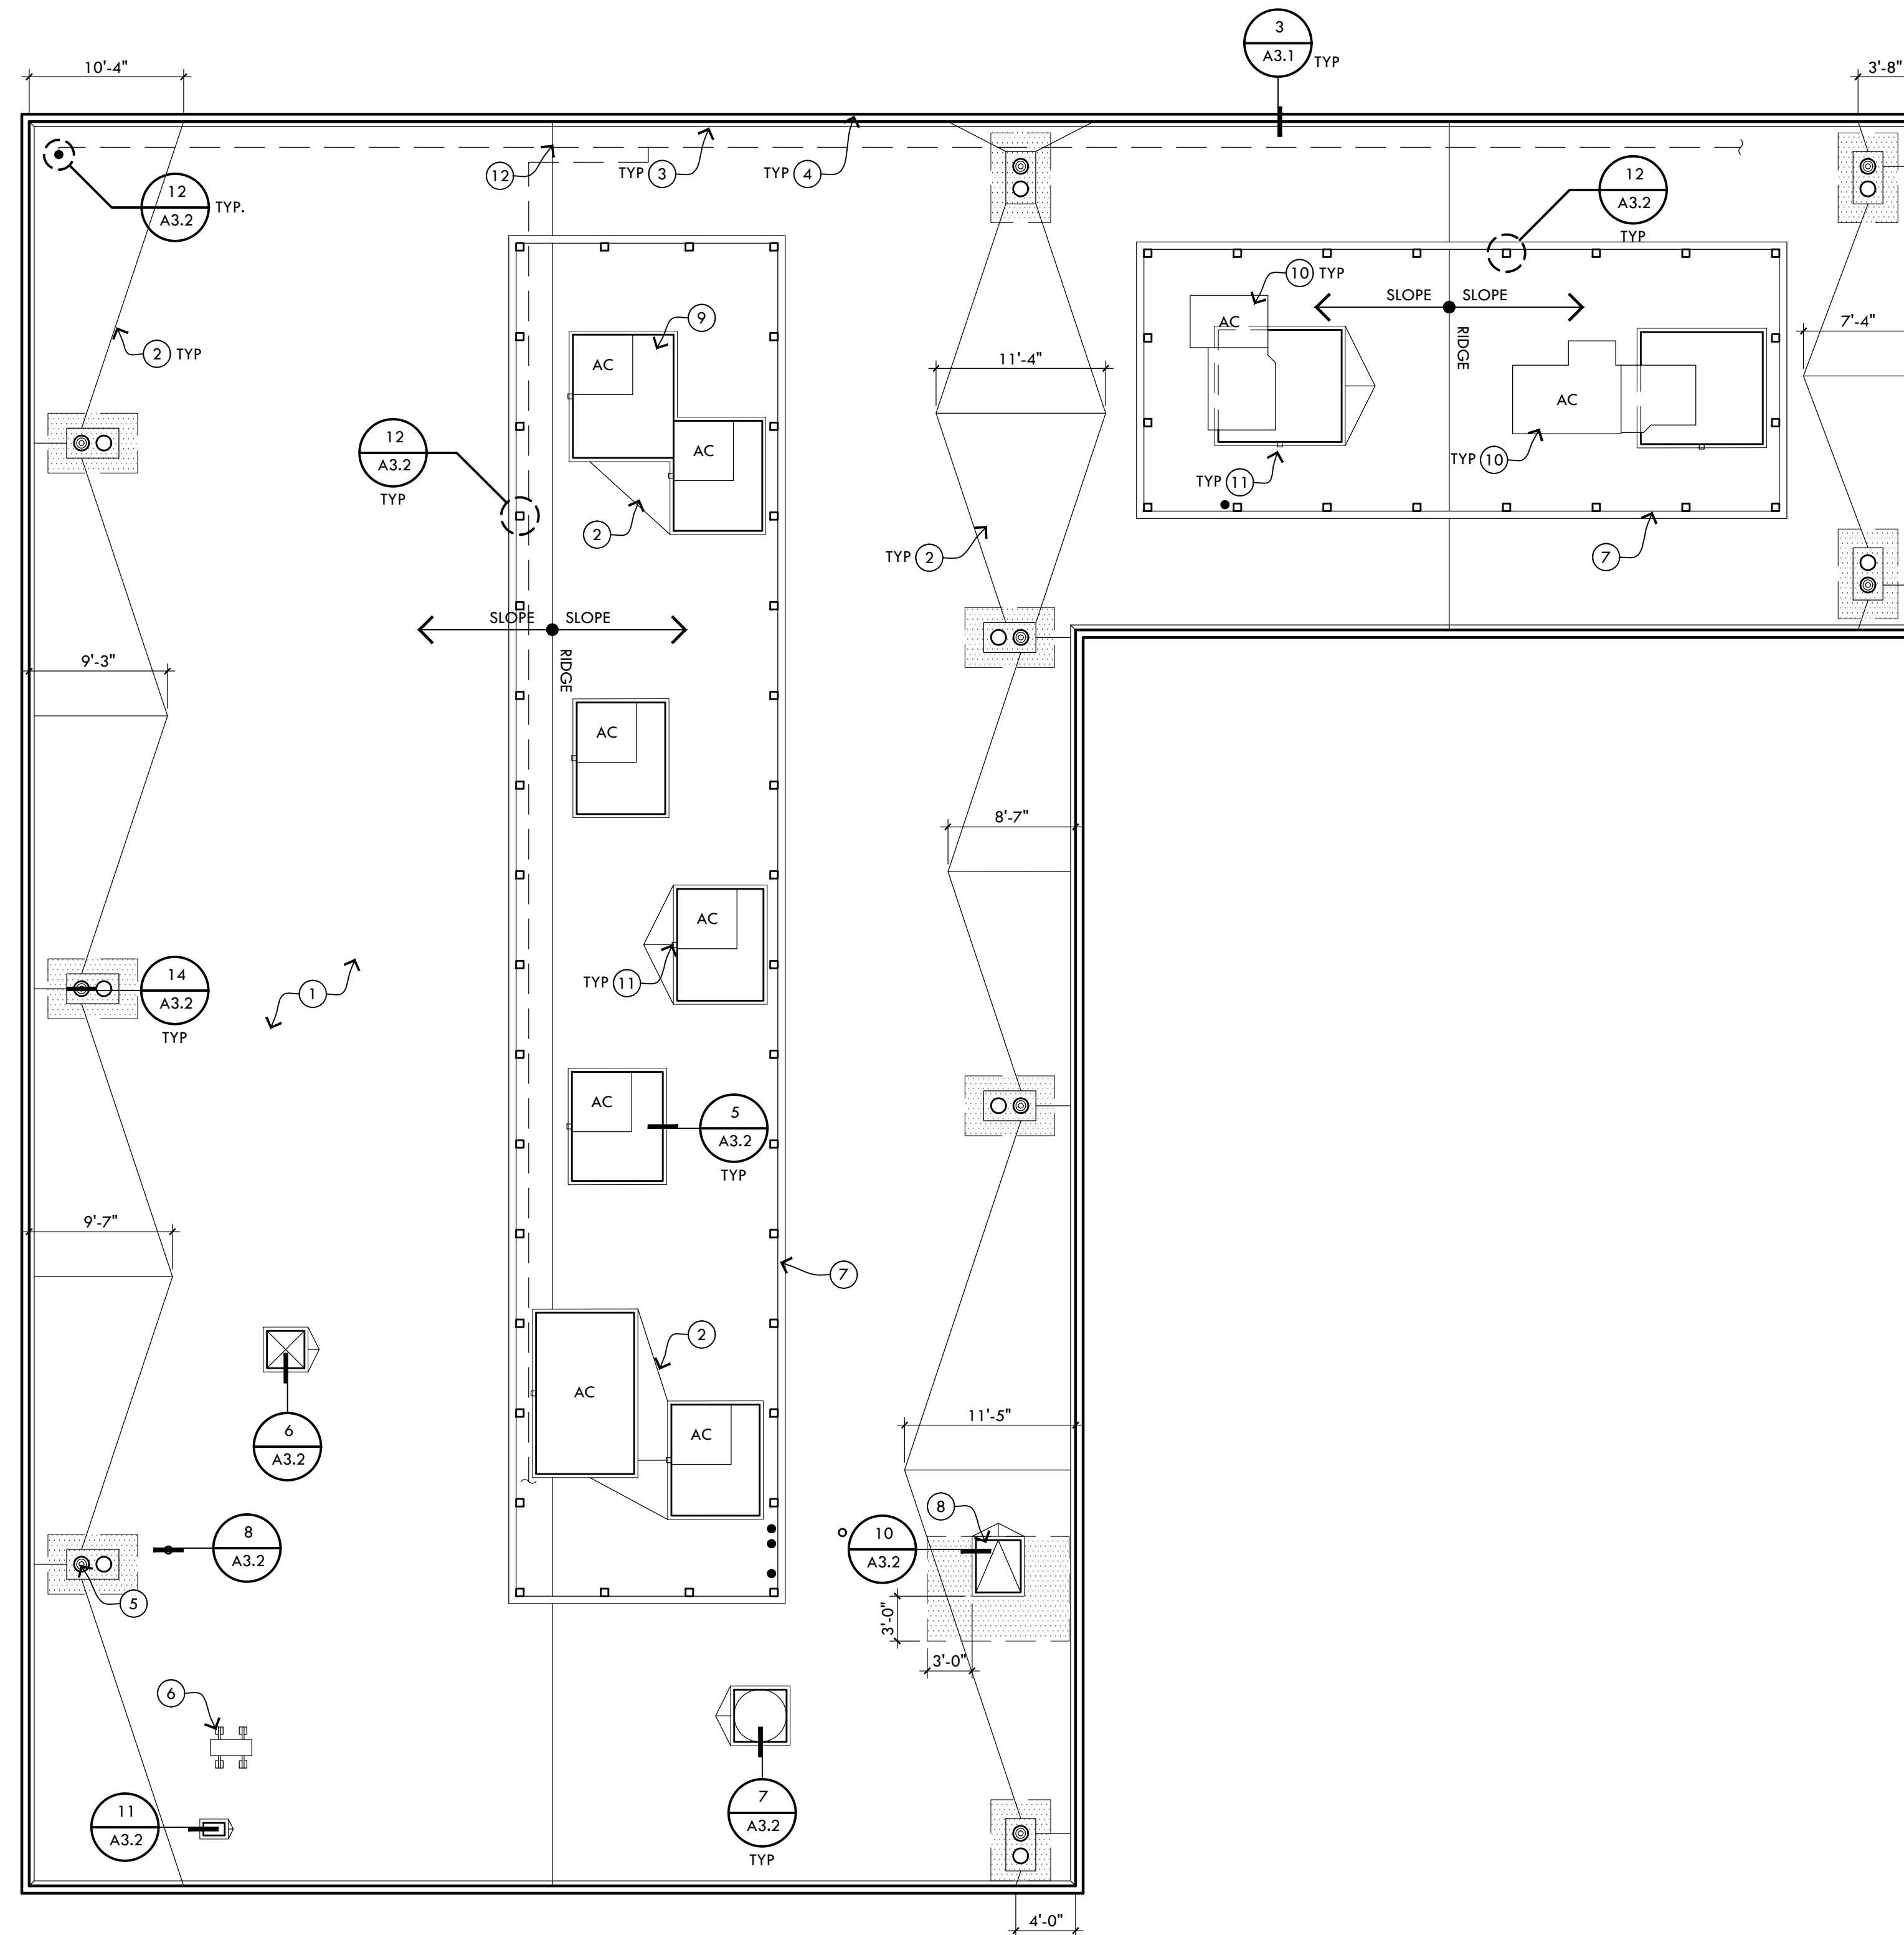 3
A3.1
TYP
10'-4"
3'-8"
12
A3.2
TYP.
12
TYP 3
TYP 4
12
A3.2
TYP
10 TYP
SLOPE
SLOPE
RIDGE
AC
AC
TYP 10
TYP 11
7
7'-4"
2 TYP
9
AC
AC
2
12
A3.2
TYP
11'-4"
TYP 2
SLOPE
SLOPE
RIDGE
9'-3"
AC
8'-7"
AC
TYP 11
14
A3.2
TYP
1
AC
5
A3.2
TYP
9'-7"
7
2
AC
AC
11'-5"
6
A3.2
8
A3.2
5
8
10
A3.2
3'-0"
3'-0"
6
7
A3.2
TYP
11
A3.2
4'-0"